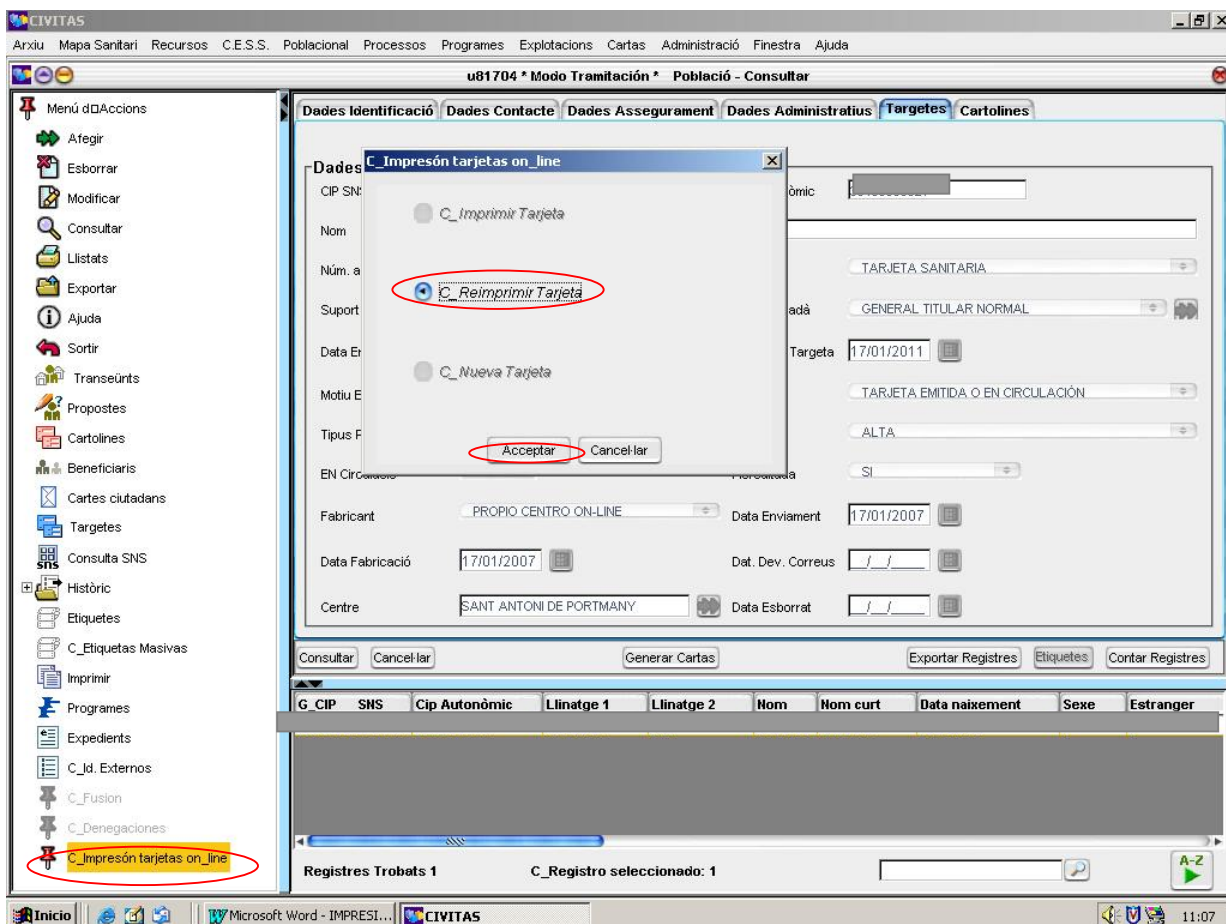 CIVITAS
Arxiu Mapa Sanitari Recursos C.E.S.S. Poblacional Processos Programes Explotacions Cartas Administració Finestra Ajuda
u81704 * Modo Tramitación * Població - Consultar
Menú d□Accions
Afegir
Esborrar
Modificar
Consultar
Llistats
Exportar
Ajuda
Sortir
Transeünts
Propostes
Cartolines
Beneficiaris
Cartes ciutadans
Targetes
Consulta SNS
Històric
Etiquetes
C_Etiquetas Masivas
Imprimir
Programes
Expedients
C_Id. Externos
C_Fusion
C_Denegaciones
C_Impresón tarjetas on_line
Dades Identificació Dades Contacte Dades Assegurament Dades Administratius Targetes Cartolines
Dades
CIP SN
òmic
Nom
Núm. a
TARJETA SANITARIA
Suport
adà GENERAL TITULAR NORMAL
Data E
Targeta 17/01/2011
Motiu E
TARJETA EMITIDA O EN CIRCULACIÓN
Tipus
ALTA
EN
SI
Fabricant PROPIO CENTRO ON-LINE Data Enviament 17/01/2007
Data Fabricació 17/01/2007 Dat. Dev. Correus __/__/____
Centre SANT ANTONI DE PORTMANY Data Esborrat __/__/____
C_Impresón tarjetas on_line
C_Imprimir Tarjeta
C_Reimprimir Tarjeta
C_Nueva Tarjeta
Acceptar Cancel·lar
Consultar Cancel·lar Generar Cartas Exportar Registres Etiquetes Contar Registres
G_CIP SNS Cip Autonòmic Llinatge 1 Llinatge 2 Nom Nom curt Data naixement Sexe Estranger
Registres Trobats 1 C_Registro seleccionado: 1
A-Z
Inicio Microsoft Word - IMPRESI... CIVITAS 11:07